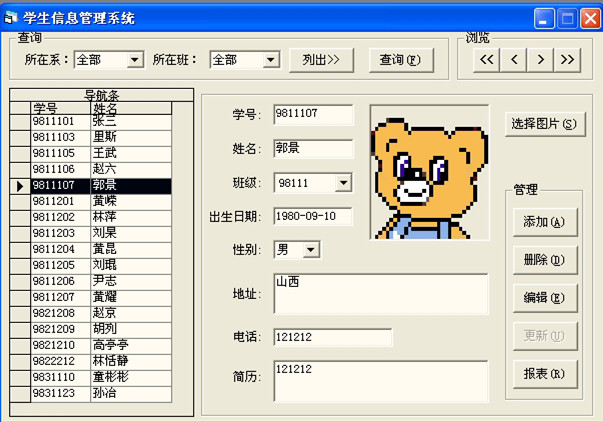 学生信息管理系统
查询
浏览
所在系： 全部 所在班： 全部 列出>> 查询(F) << < > >>
导航条
学号 姓名
9811101 张三
9811103 里斯
9811105 王武
9811106 赵六
9811107 郭景
9811201 黄嵘
9811202 林萍
9811203 刘杲
9811204 黄昆
9811205 刘琨
9811206 尹志
9811207 黄耀
9821208 赵京
9821209 胡列
9821210 高亭亭
9822212 林恬静
9831110 童彬彬
9831123 孙冶
学号： 9811107
姓名： 郭景
班级： 98111
出生日期： 1980-09-10
性别： 男
地址： 山西
电话： 121212
简历： 121212
选择图片(S)
管理
添加(A)
删除(D)
编辑(E)
更新(U)
报表(R)